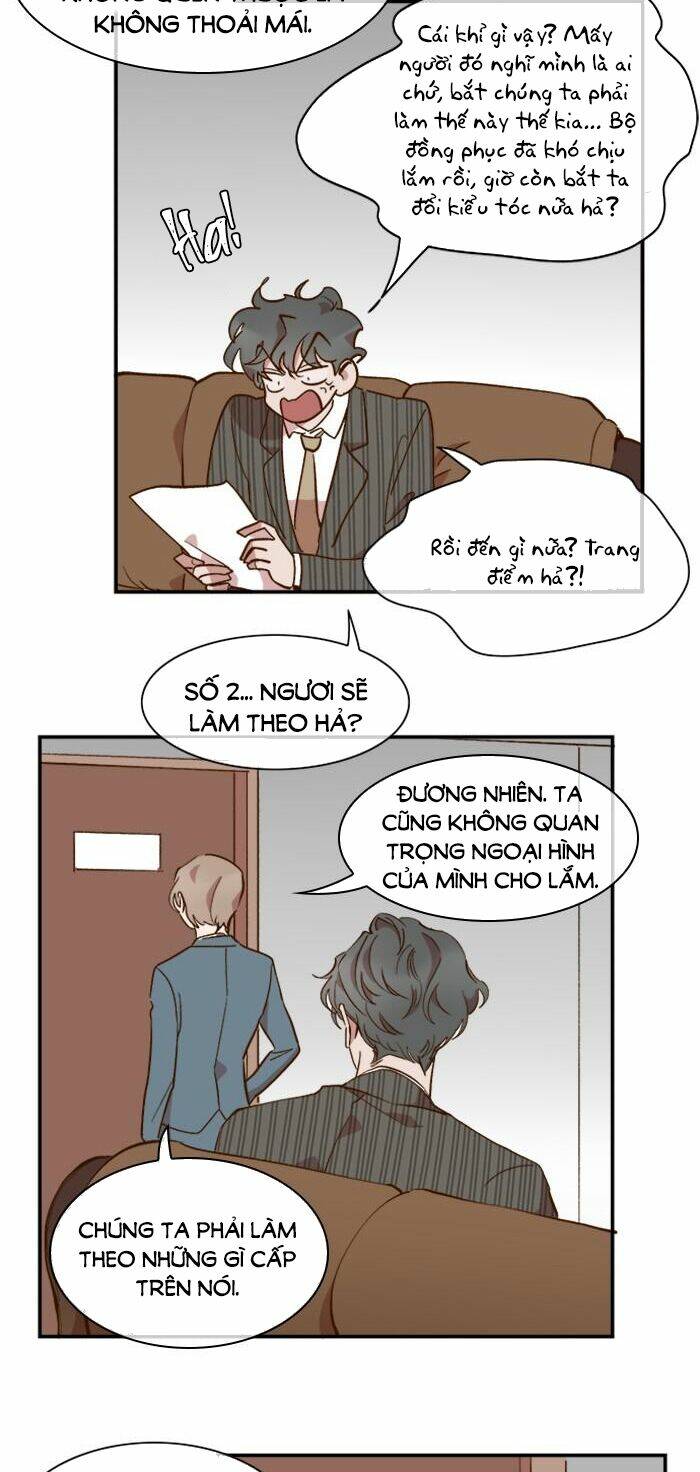 KHÔNG THOẢI MÁI.
Cái khỉ gì vậy? Mấy
người đó nghĩ mình là ai
chứ, bắt chúng ta phải
làm thế này thế kia... Bộ
đồng phục đã khó chịu
lắm rồi, giờ còn bắt ta
đổi kiểu tóc nữa hả?
Ha!
Rồi đến gì nữa? Trang
điểm hả?!
SỐ 2... NGƯƠI SẼ
LÀM THEO HẢ?
ĐƯƠNG NHIÊN. TA
CŨNG KHÔNG QUAN
TRỌNG NGOẠI HÌNH
CỦA MÌNH CHO LẮM.
CHÚNG TA PHẢI LÀM
THEO NHỮNG GÌ CẤP
TRÊN NÓI.